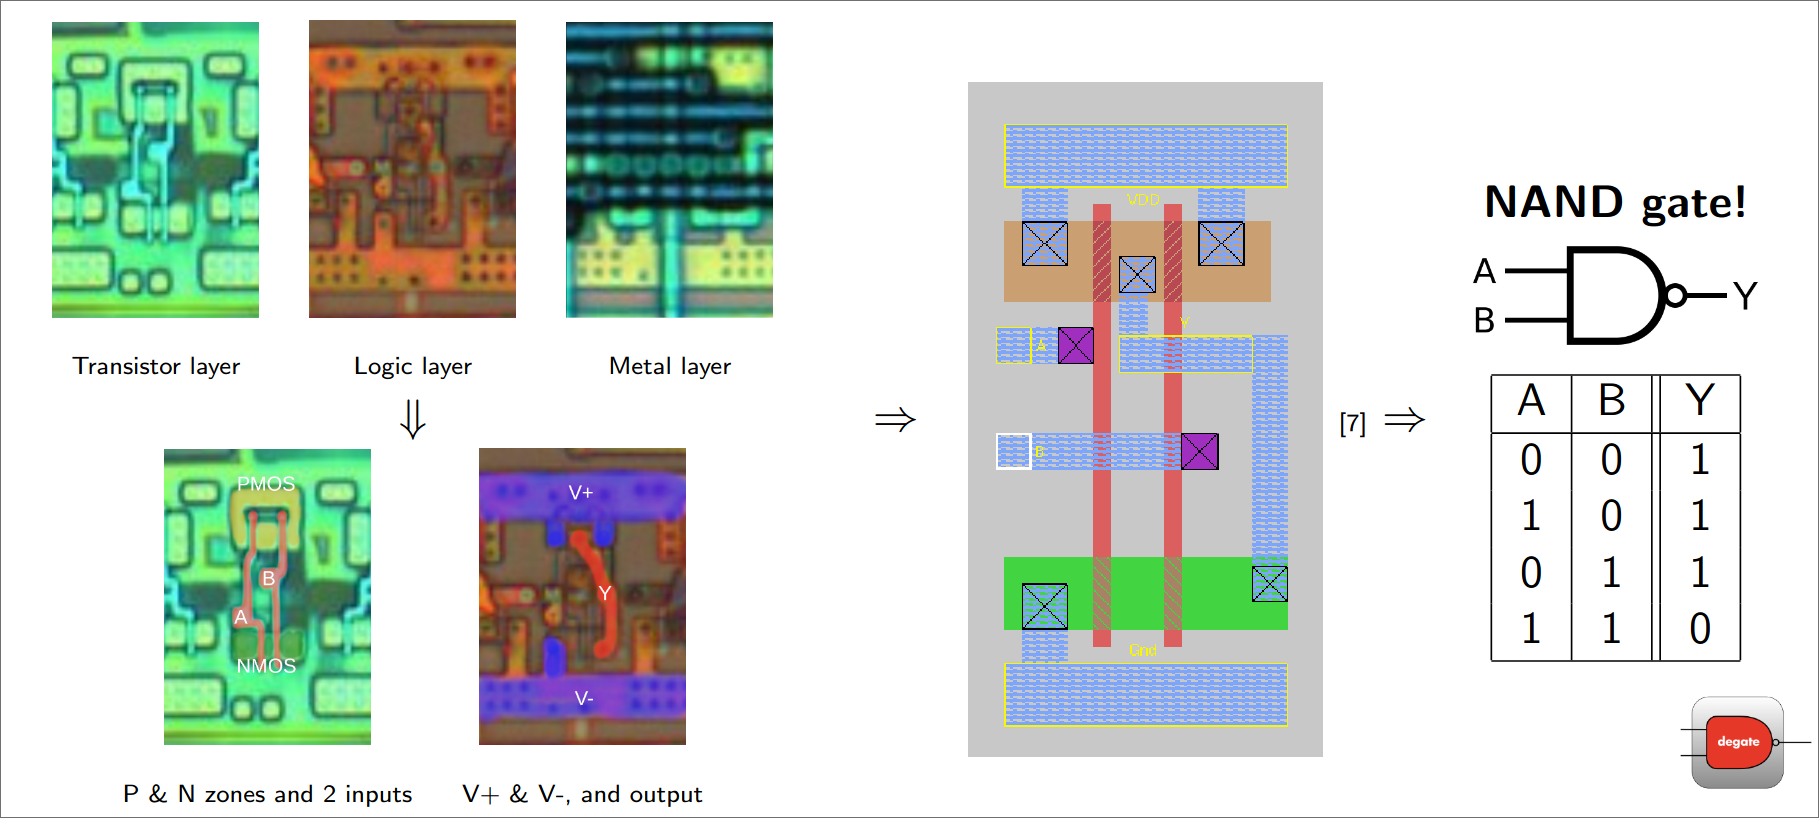 Transistor layer
Logic layer
Metal layer
⇓
PMOS
B
A
NMOS
V+
Y
V-
P & N zones and 2 inputs
V+ & V-, and output
⇒
VDD
Y
A
B
Gnd
[7] ⇒
NAND gate!
A
B
Y
A B Y
0 0 1
1 0 1
0 1 1
1 1 0
degate